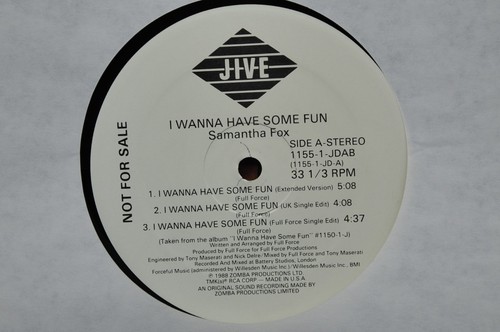 JIVE
I WANNA HAVE SOME FUN
Samantha Fox
NOT FOR SALE
SIDE A-STEREO
1155-1-JDAB
(1155-1-JD-A)
33 1/3 RPM
1. I WANNA HAVE SOME FUN (Extended Version) 5:08
(Full Force)
2. I WANNA HAVE SOME FUN (UK Single Edit) 4:08
(Full Force)
3. I WANNA HAVE SOME FUN (Full Force Single Edit) 4:37
(Full Force)
(Taken from the album "I Wanna Have Some Fun" #1150-1-J)
Written and Arranged by Full Force
Produced by Full Force for Full Force Productions
Engineered by Tony Maserati and Nick Delre: Mixed by Full Force and Tony Maserati
Recorded And Mixed at Battery Studios, London
Forceful Music (administered by Willesden Music Inc.)/Willesden Music Inc., BMI
℗ 1988 ZOMBA PRODUCTIONS LTD.
TMK(s)® RCA CORP — MADE IN U.S.A.
AN ORIGINAL SOUND RECORDING MADE BY
ZOMBA PRODUCTIONS LIMITED